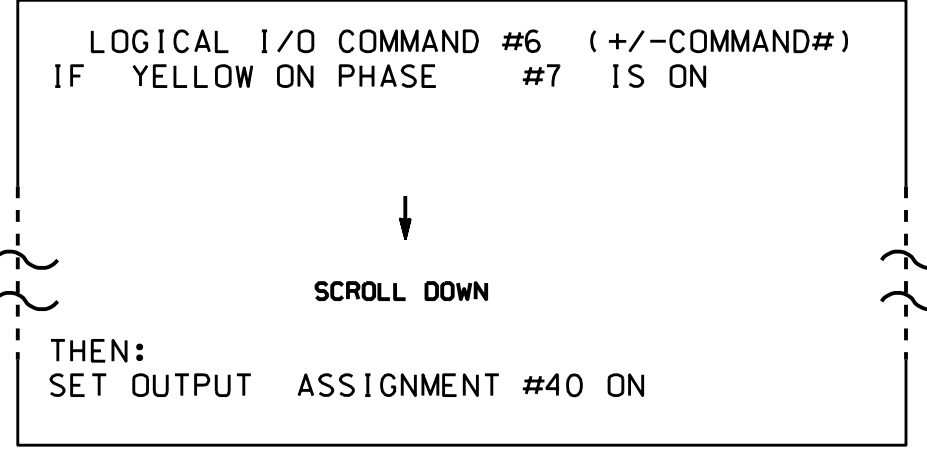 LOGICAL I/O COMMAND #6 (+/-COMMAND#)
IF YELLOW ON PHASE #7 IS ON
SCROLL DOWN
THEN:
SET OUTPUT ASSIGNMENT #40 ON